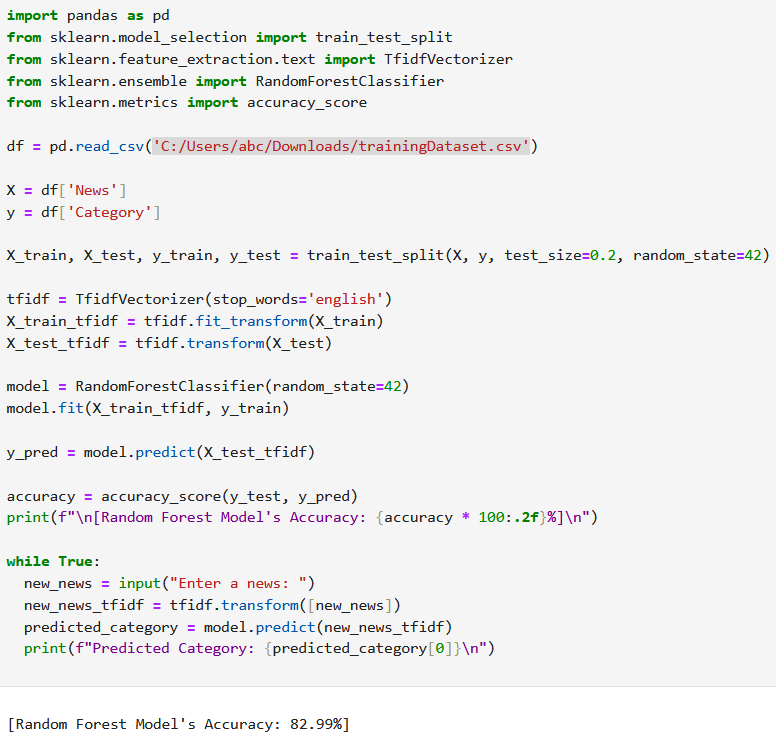 import pandas as pd
from sklearn.model_selection import train_test_split
from sklearn.feature_extraction.text import TfidfVectorizer
from sklearn.ensemble import RandomForestClassifier
from sklearn.metrics import accuracy_score

df = pd.read_csv('C:/Users/abc/Downloads/trainingDataset.csv')

X = df['News']
y = df['Category']

X_train, X_test, y_train, y_test = train_test_split(X, y, test_size=0.2, random_state=42)

tfidf = TfidfVectorizer(stop_words='english')
X_train_tfidf = tfidf.fit_transform(X_train)
X_test_tfidf = tfidf.transform(X_test)

model = RandomForestClassifier(random_state=42)
model.fit(X_train_tfidf, y_train)

y_pred = model.predict(X_test_tfidf)

accuracy = accuracy_score(y_test, y_pred)
print(f"\n[Random Forest Model's Accuracy: {accuracy * 100:.2f}%]\n")

while True:
  new_news = input("Enter a news: ")
  new_news_tfidf = tfidf.transform([new_news])
  predicted_category = model.predict(new_news_tfidf)
  print(f"Predicted Category: {predicted_category[0]}\n")

[Random Forest Model's Accuracy: 82.99%]